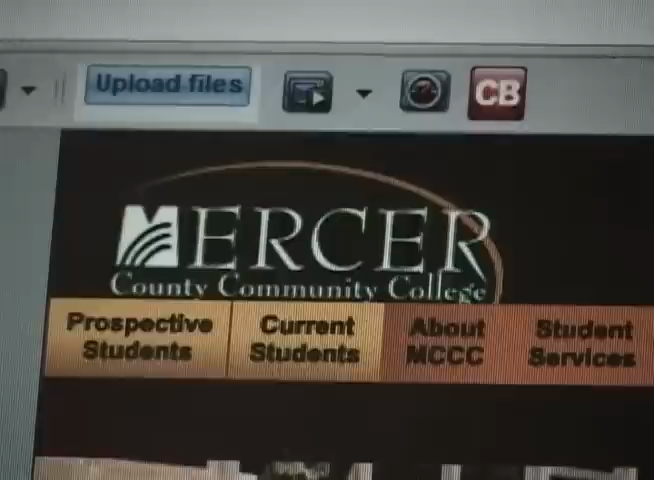 Upload files
CB
MERCER
County Community College
Prospective Students
Current Students
About MCCC
Student Services